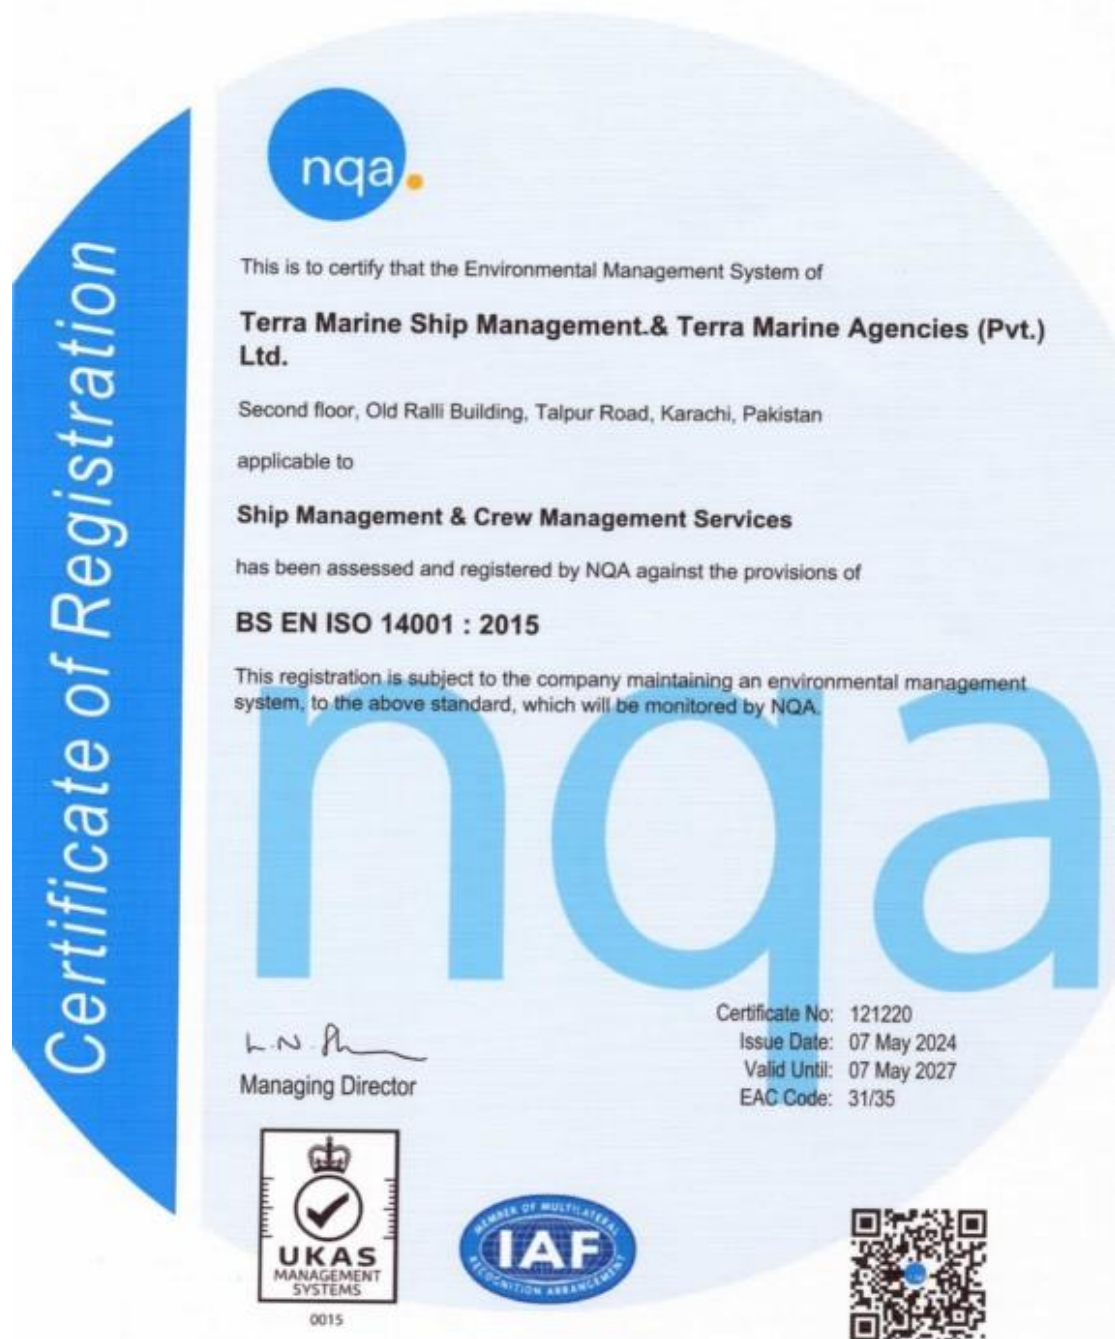 Certificate of Registration
nqa.
This is to certify that the Environmental Management System of
Terra Marine Ship Management.& Terra Marine Agencies (Pvt.)
Ltd.
Second floor, Old Ralli Building, Talpur Road, Karachi, Pakistan
applicable to
Ship Management & Crew Management Services
has been assessed and registered by NQA against the provisions of
BS EN ISO 14001 : 2015
This registration is subject to the company maintaining an environmental management
system, to the above standard, which will be monitored by NQA.
nqa
L.N.
Managing Director
Certificate No: 121220
Issue Date: 07 May 2024
Valid Until: 07 May 2027
EAC Code: 31/35
UKAS
MANAGEMENT
SYSTEMS
0015
MEMBER OF MULTILATERAL
IAF
RECOGNITION ARRANGEMENT